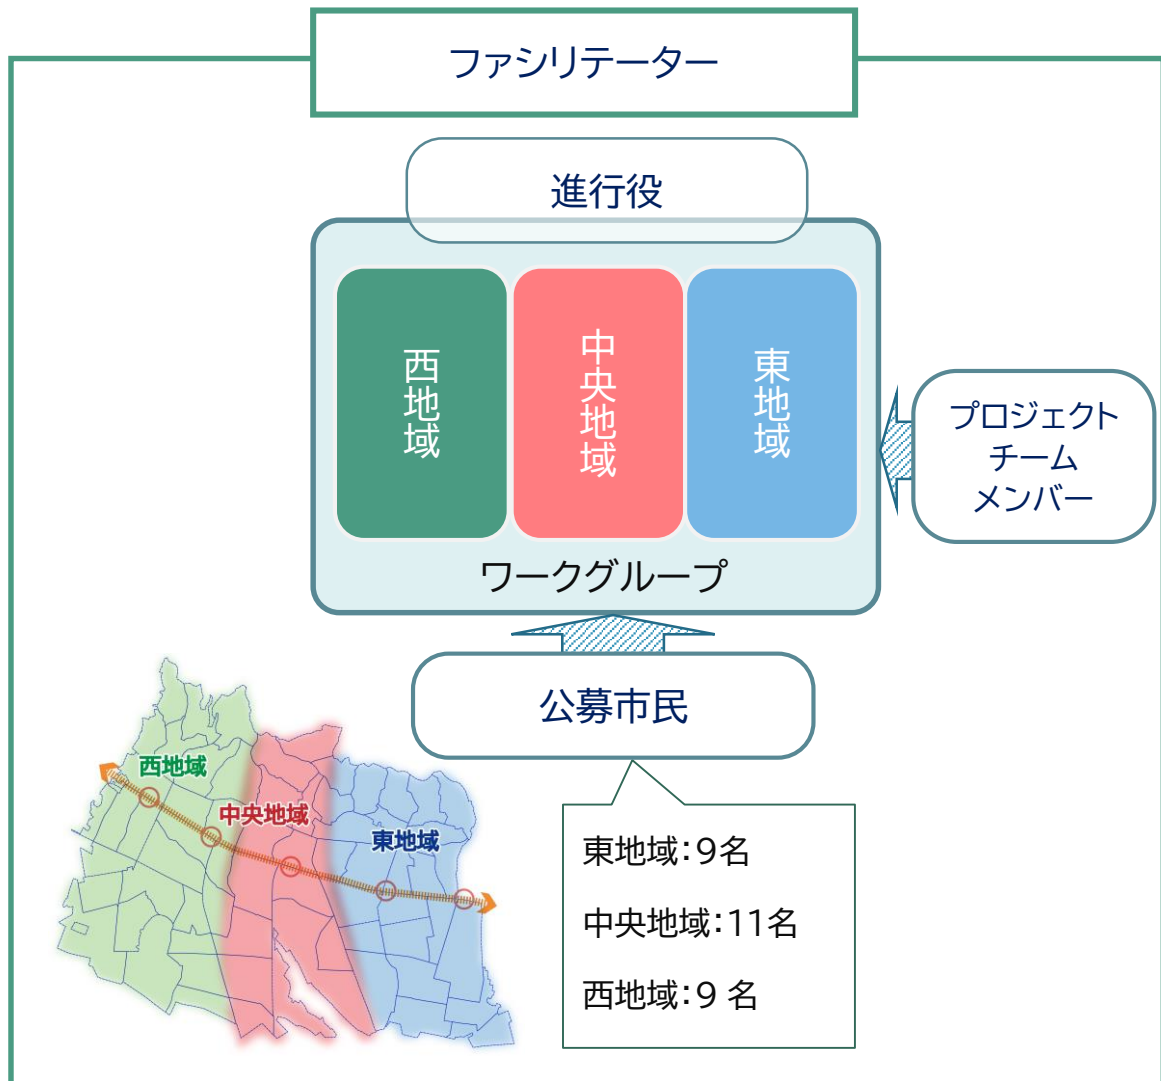 ファシリテーター
進行役
西地域
中央地域
東地域
ワークグループ
プロジェクト
チーム
メンバー
公募市民
西地域
中央地域
東地域
東地域：9名
中央地域：11名
西地域：9 名